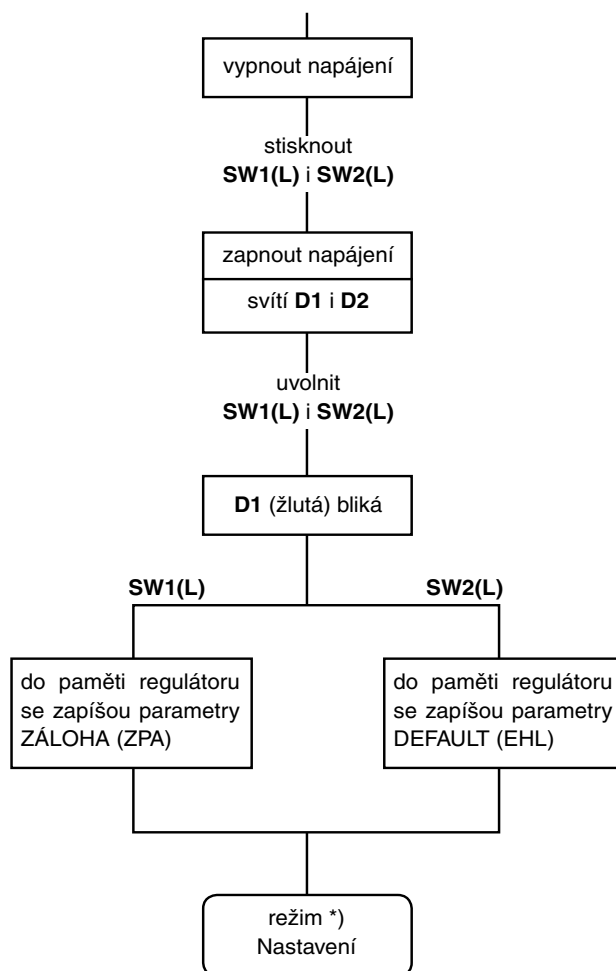 vypnout napájení
stisknout
SW1(L) i SW2(L)
zapnout napájení
svítí D1 i D2
uvolnit
SW1(L) i SW2(L)
D1 (žlutá) bliká
SW1(L)
SW2(L)
do paměti regulátoru
se zapíšou parametry
ZÁLOHA (ZPA)
do paměti regulátoru
se zapíšou parametry
DEFAULT (EHL)
režim *)
Nastavení